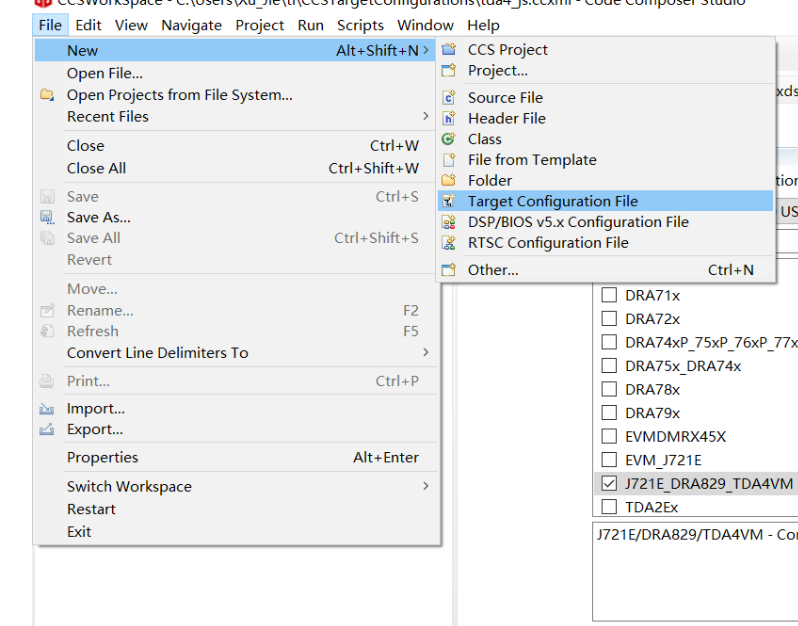 CCSWorkSpace - C:\Users\Xu_Jie\ti\CCSTargetConfigurations\tda4_js.ccxml - Code Composer Studio
File Edit View Navigate Project Run Scripts Window Help
New Alt+Shift+N >
Open File...
Open Projects from File System...
Recent Files >
Close Ctrl+W
Close All Ctrl+Shift+W
Save Ctrl+S
Save As...
Save All Ctrl+Shift+S
Revert
Move...
Rename... F2
Refresh F5
Convert Line Delimiters To >
Print... Ctrl+P
Import...
Export...
Properties Alt+Enter
Switch Workspace >
Restart
Exit
CCS Project
Project...
Source File
Header File
Class
File from Template
Folder
Target Configuration File
DSP/BIOS v5.x Configuration File
RTSC Configuration File
Other... Ctrl+N
xds
tion
US
DRA71x
DRA72x
DRA74xP_75xP_76xP_77x
DRA75x_DRA74x
DRA78x
DRA79x
EVMDMRX45X
EVM_J721E
J721E_DRA829_TDA4VM
TDA2Ex
J721E/DRA829/TDA4VM - Co